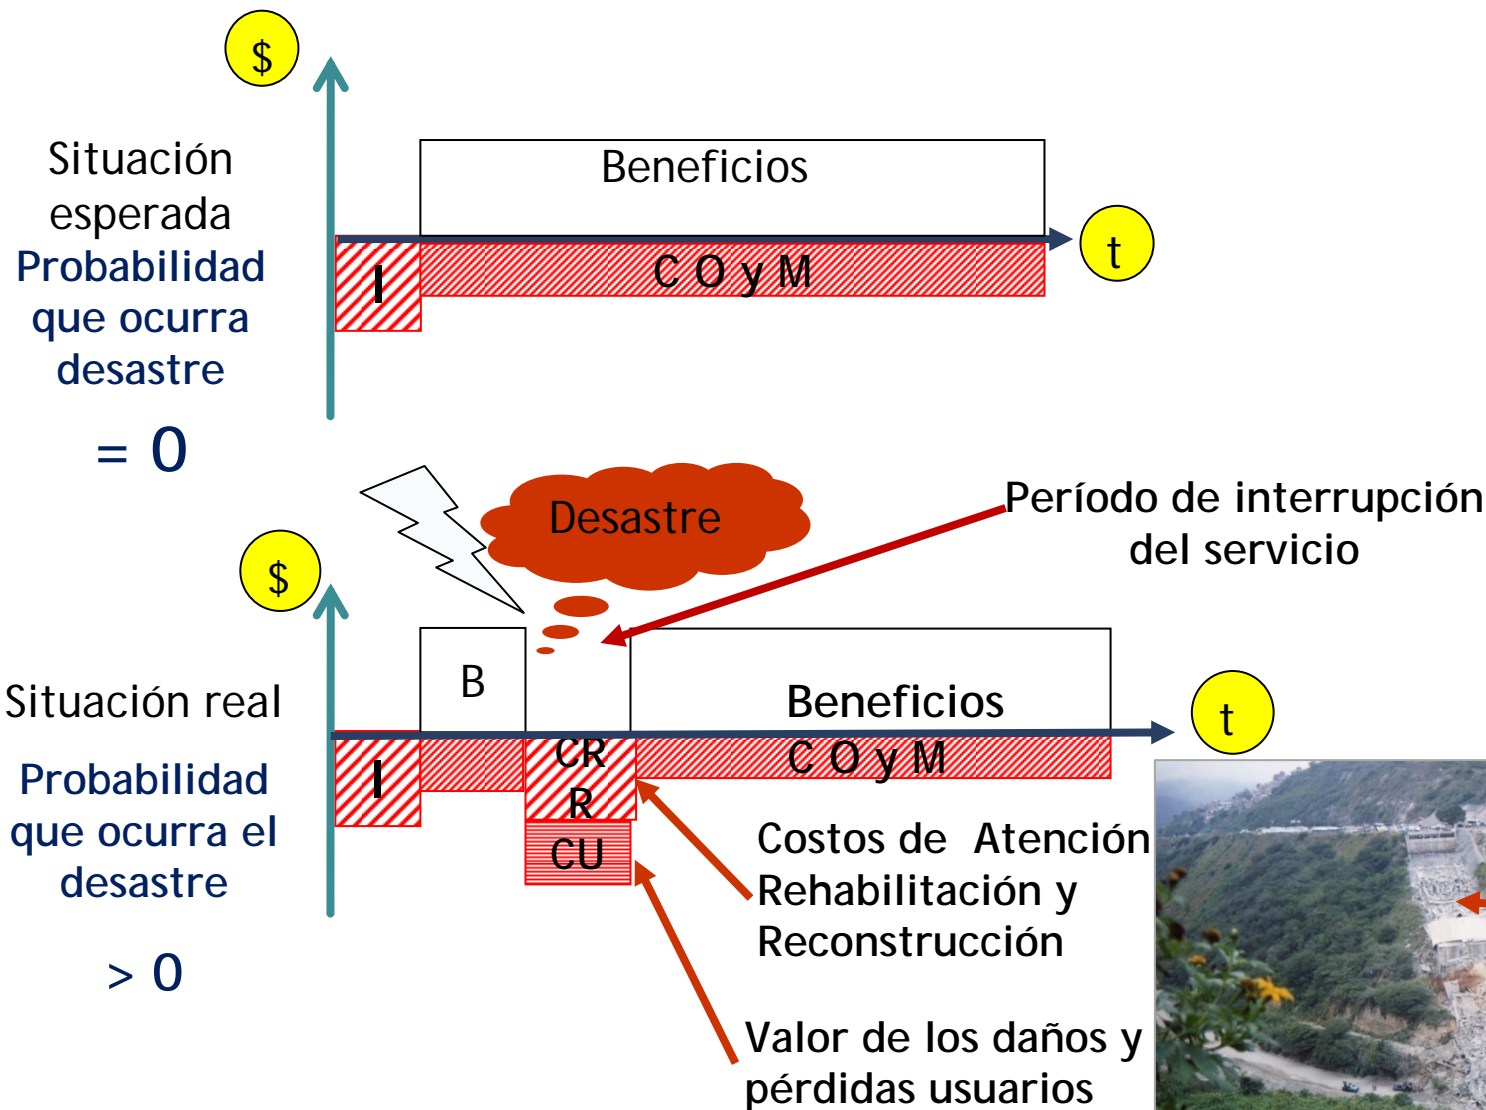 $
Situación
esperada
Probabilidad
que ocurra
desastre
= 0
Beneficios
t
I
C O y M
Desastre
Período de interrupción
del servicio
$
B
Situación real
Beneficios
t
Probabilidad
que ocurra el
desastre
> 0
I
CR
R
CU
C O y M
Costos de Atención
Rehabilitación y
Reconstrucción
Valor de los daños y
pérdidas usuarios